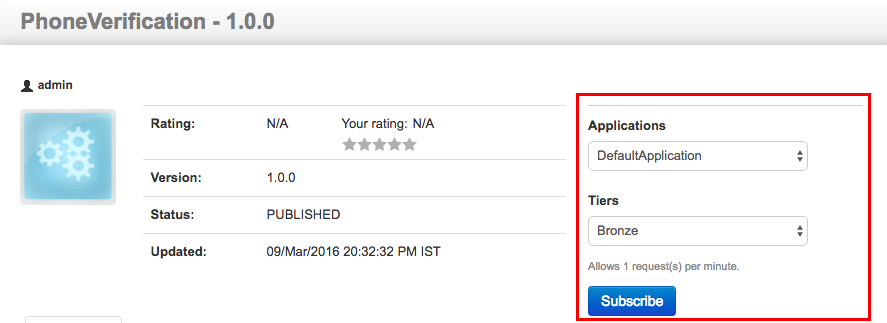 PhoneVerification - 1.0.0
admin
Rating: N/A Your rating: N/A
Version: 1.0.0
Status: PUBLISHED
Updated: 09/Mar/2016 20:32:32 PM IST
Applications
DefaultApplication
Tiers
Bronze
Allows 1 request(s) per minute.
Subscribe